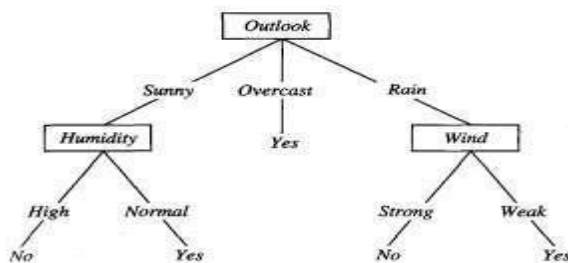 Outlook
Sunny Overcast Rain
Humidity Yes Wind
High Normal Strong Weak
No Yes No Yes